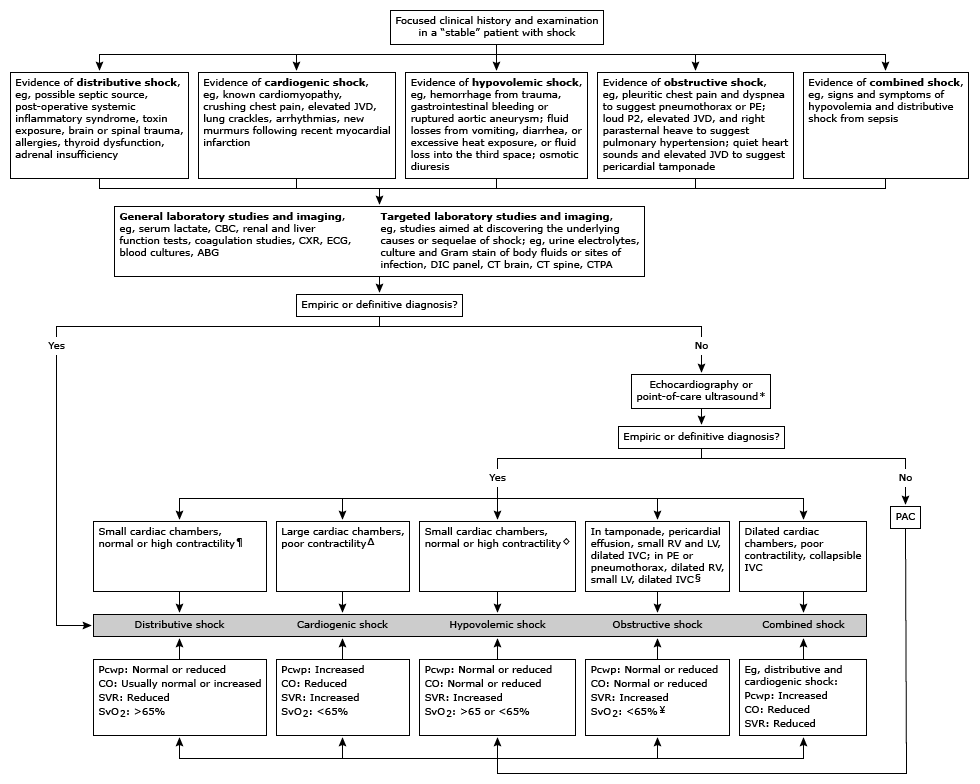 Focused clinical history and examination
in a “stable” patient with shock
Evidence of distributive shock,
eg, possible septic source,
post-operative systemic
inflammatory syndrome, toxin
exposure, brain or spinal trauma,
allergies, thyroid dysfunction,
adrenal insufficiency
Evidence of cardiogenic shock,
eg, known cardiomyopathy,
crushing chest pain, elevated JVD,
lung crackles, arrhythmias, new
murmurs following recent myocardial
infarction
Evidence of hypovolemic shock,
eg, hemorrhage from trauma,
gastrointestinal bleeding or
ruptured aortic aneurysm; fluid
losses from vomiting, diarrhea, or
excessive heat exposure, or fluid
loss into the third space; osmotic
diuresis
Evidence of obstructive shock,
eg, pleuritic chest pain and dyspnea
to suggest pneumothorax or PE;
loud P2, elevated JVD, and right
parasternal heave to suggest
pulmonary hypertension; quiet heart
sounds and elevated JVD to suggest
pericardial tamponade
Evidence of combined shock,
eg, signs and symptoms of
hypovolemia and distributive
shock from sepsis
General laboratory studies and imaging,
eg, serum lactate, CBC, renal and liver
function tests, coagulation studies, CXR, ECG,
blood cultures, ABG
Targeted laboratory studies and imaging,
eg, studies aimed at discovering the underlying
causes or sequelae of shock; eg, urine electrolytes,
culture and Gram stain of body fluids or sites of
infection, DIC panel, CT brain, CT spine, CTPA
Empiric or definitive diagnosis?
Yes
No
Echocardiography or
point-of-care ultrasound*
Empiric or definitive diagnosis?
Yes
No
PAC
Small cardiac chambers,
normal or high contractility¶
Large cardiac chambers,
poor contractilityΔ
Small cardiac chambers,
normal or high contractility◇
In tamponade, pericardial
effusion, small RV and LV,
dilated IVC; in PE or
pneumothorax, dilated RV,
small LV, dilated IVC§
Dilated cardiac
chambers, poor
contractility, collapsible
IVC
Distributive shock
Cardiogenic shock
Hypovolemic shock
Obstructive shock
Combined shock
Pcwp: Normal or reduced
CO: Usually normal or increased
SVR: Reduced
SvO2: >65%
Pcwp: Increased
CO: Reduced
SVR: Increased
SvO2: <65%
Pcwp: Normal or reduced
CO: Normal or reduced
SVR: Increased
SvO2: >65 or <65%
Pcwp: Normal or reduced
CO: Normal or reduced
SVR: Increased
SvO2: <65%¥
Eg, distributive and
cardiogenic shock:
Pcwp: Increased
CO: Reduced
SVR: Reduced